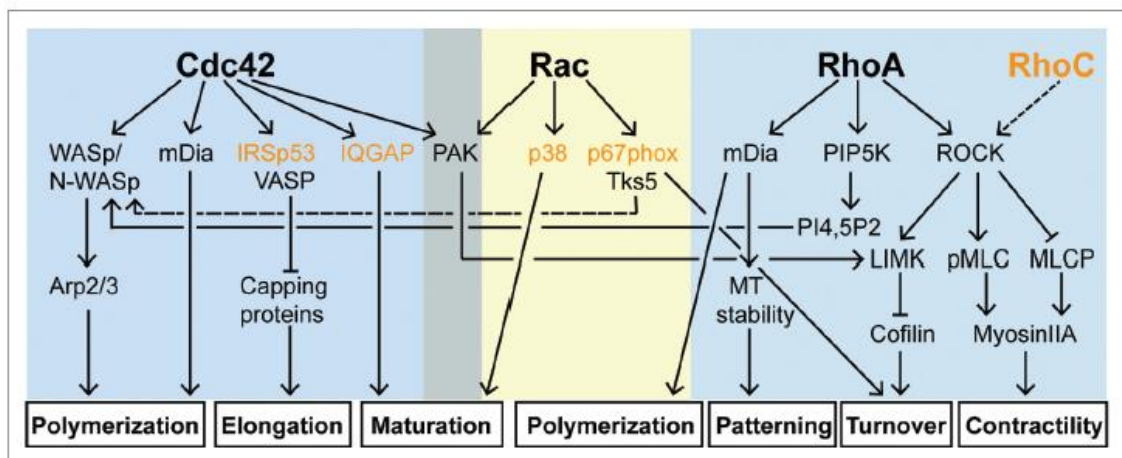 Cdc42 Rac RhoA RhoC
WASp/ mDia IRSp53 IQGAP PAK p38 p67phox mDia PIP5K ROCK
N-WASp VASP Tks5
PI4,5P2
Arp2/3 Capping MT LIMK pMLC MLCP
proteins stability
Cofilin MyosinIIA
Polymerization Elongation Maturation Polymerization Patterning Turnover Contractility